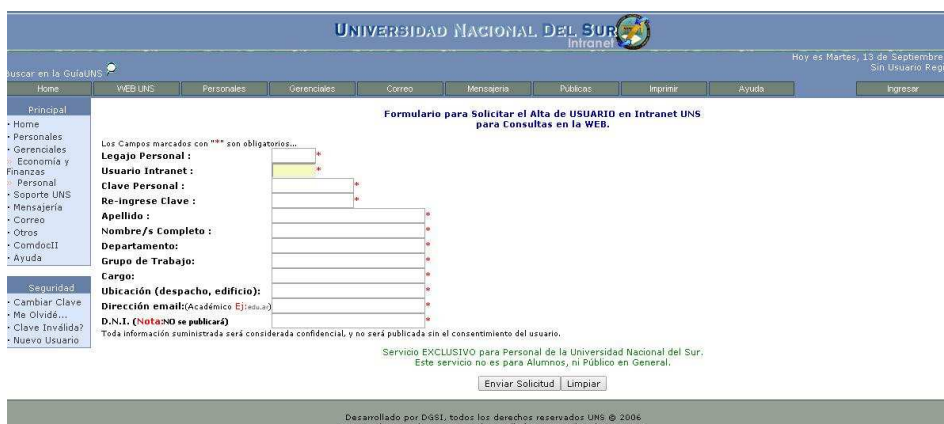 UNIVERSIDAD NACIONAL DEL SUR
Intranet
Hoy es Martes, 13 de Septiembre
Sin Usuario Regi
Buscar en la GuíaUNS
Home WEB UNS Personales Gerenciales Correo Mensajeria Públicas Imprimir Ayuda Ingresar
Principal
Home
Personales
Gerenciales
Economía y
Finanzas
Personal
Soporte UNS
Mensajería
Correo
Otros
ComdocII
Ayuda
Seguridad
Cambiar Clave
Me Olvidé...
Clave Inválida?
Nuevo Usuario
Formulario para Solicitar el Alta de USUARIO en Intranet UNS
para Consultas en la WEB.
Los Campos marcados con "*" son obligatorios...
Legajo Personal : *
Usuario Intranet : *
Clave Personal : *
Re-ingrese Clave : *
Apellido : *
Nombre/s Completo : *
Departamento: *
Grupo de Trabajo: *
Cargo: *
Ubicación (despacho, edificio): *
Dirección email:(Académico Ej:edu.ar) *
D.N.I. (Nota:NO se publicará) *
Toda información suministrada será considerada confidencial, y no será publicada sin el consentimiento del usuario.
Servicio EXCLUSIVO para Personal de la Universidad Nacional del Sur.
Este servicio no es para Alumnos, ni Público en General.
Enviar Solicitud Limpiar
Desarrollado por DGSI, todos los derechos reservados UNS © 2006